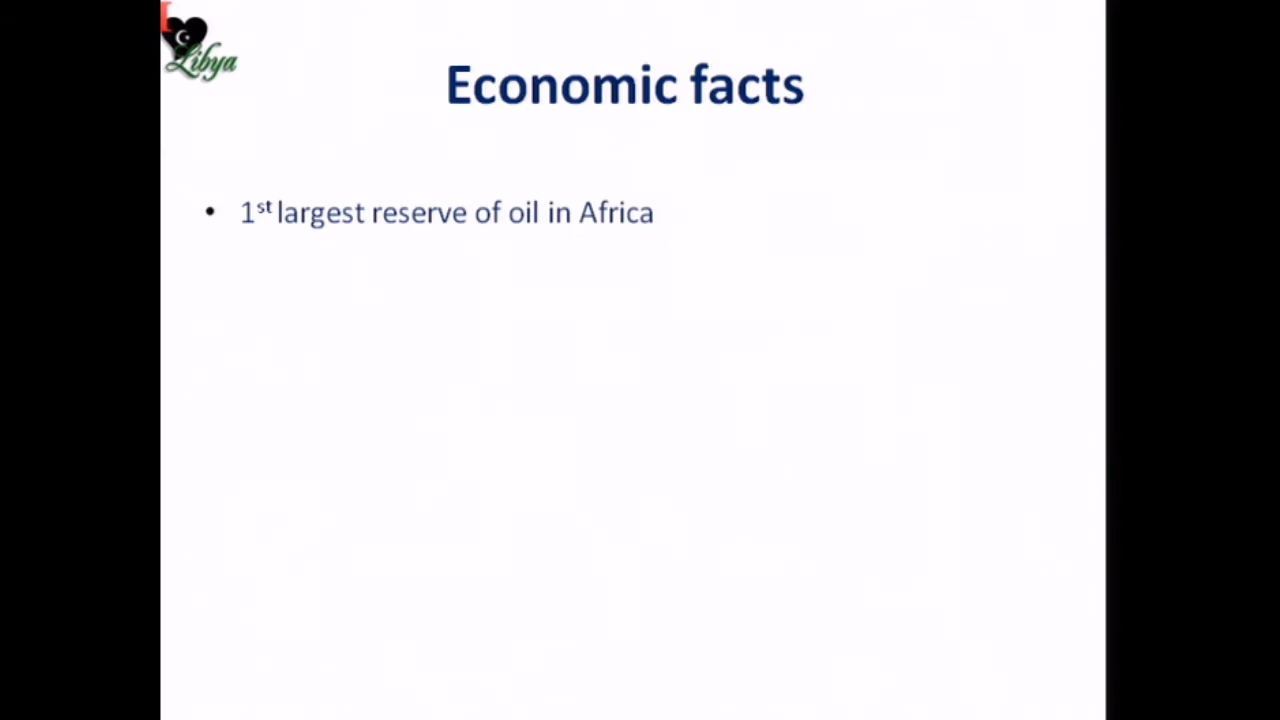 I
Libya
Economic facts
• 1st largest reserve of oil in Africa